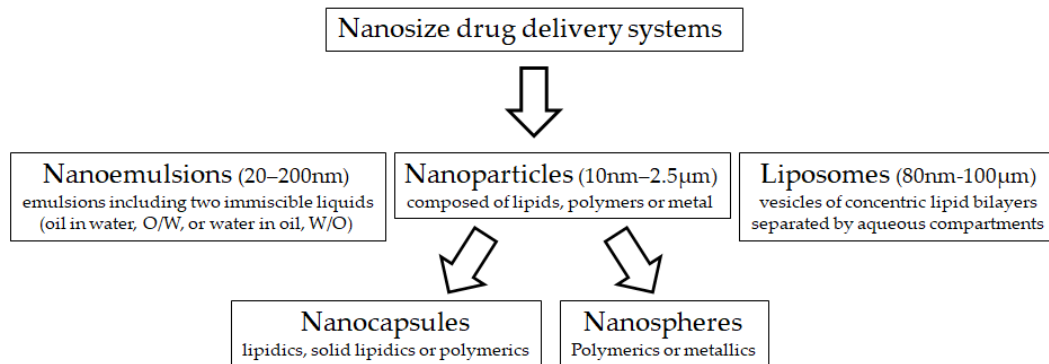 Nanosize drug delivery systems
Nanoemulsions (20–200nm)
emulsions including two immiscible liquids
(oil in water, O/W, or water in oil, W/O)
Nanoparticles (10nm–2.5μm)
composed of lipids, polymers or metal
Liposomes (80nm-100μm)
vesicles of concentric lipid bilayers
separated by aqueous compartments
Nanocapsules
lipidics, solid lipidics or polymerics
Nanospheres
Polymerics or metallics